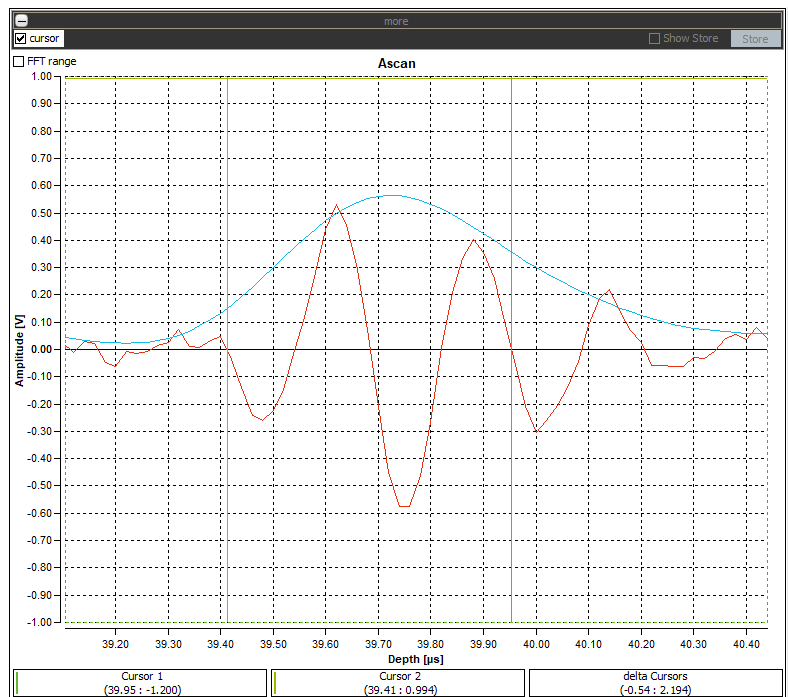 more
cursor
Show Store
Store
FFT range
Ascan
1.00
0.90
0.80
0.70
0.60
0.50
0.40
0.30
0.20
0.10
0.00
-0.10
-0.20
-0.30
-0.40
-0.50
-0.60
-0.70
-0.80
-0.90
-1.00
Amplitude [V]
39.20 39.30 39.40 39.50 39.60 39.70 39.80 39.90 40.00 40.10 40.20 40.30 40.40
Depth [µs]
Cursor 1
(39.95 : -1.200)
Cursor 2
(39.41 : 0.994)
delta Cursors
(-0.54 : 2.194)